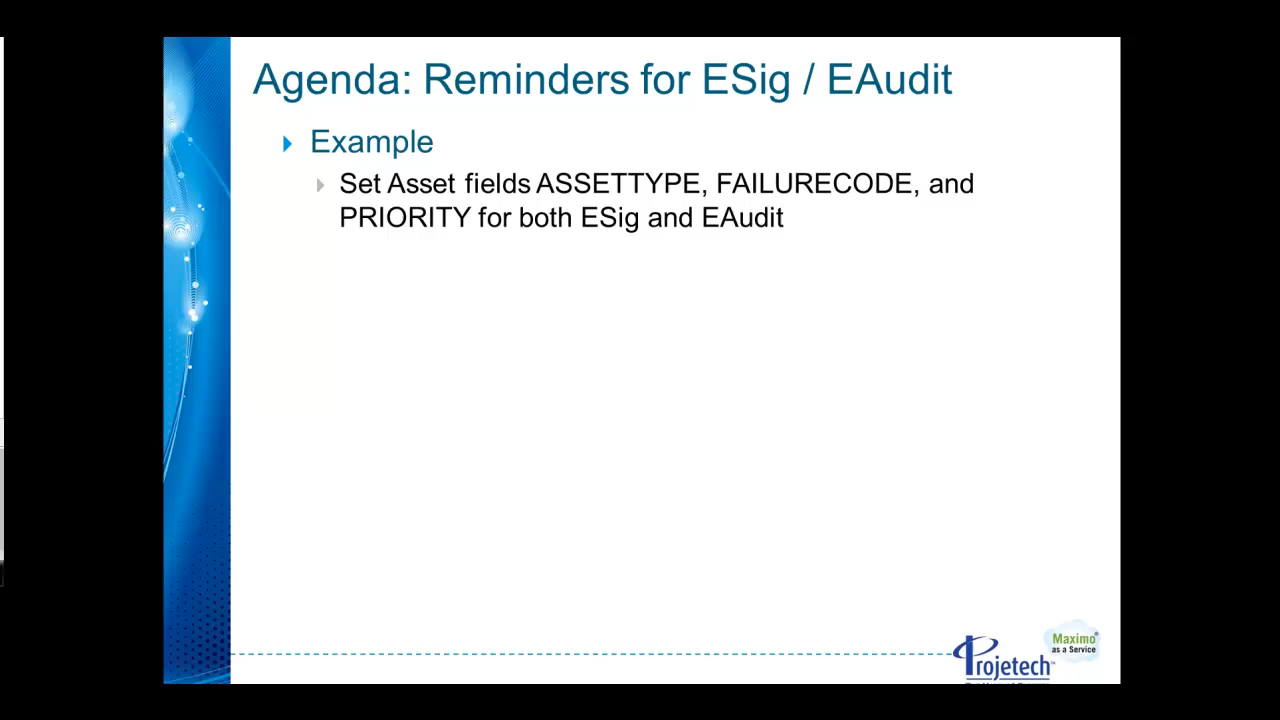 Agenda: Reminders for ESig / EAudit
Example
Set Asset fields ASSETTYPE, FAILURECODE, and
PRIORITY for both ESig and EAudit
Maximo®
as a Service
Projetech™